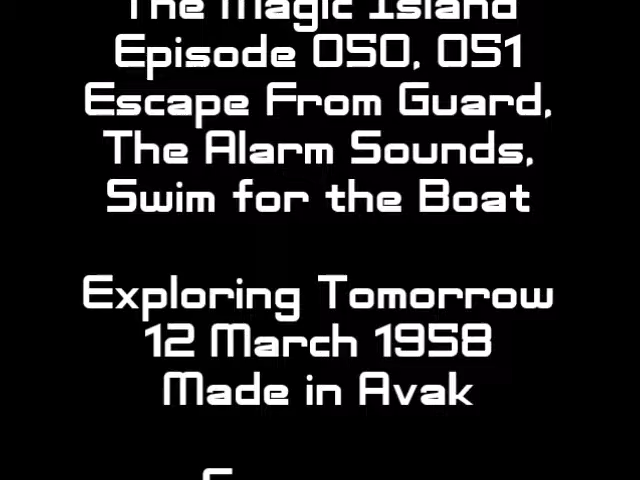 The Magic Island
Episode 050, 051
Escape From Guard,
The Alarm Sounds,
Swim for the Boat
Exploring Tomorrow
12 March 1958
Made in Avak